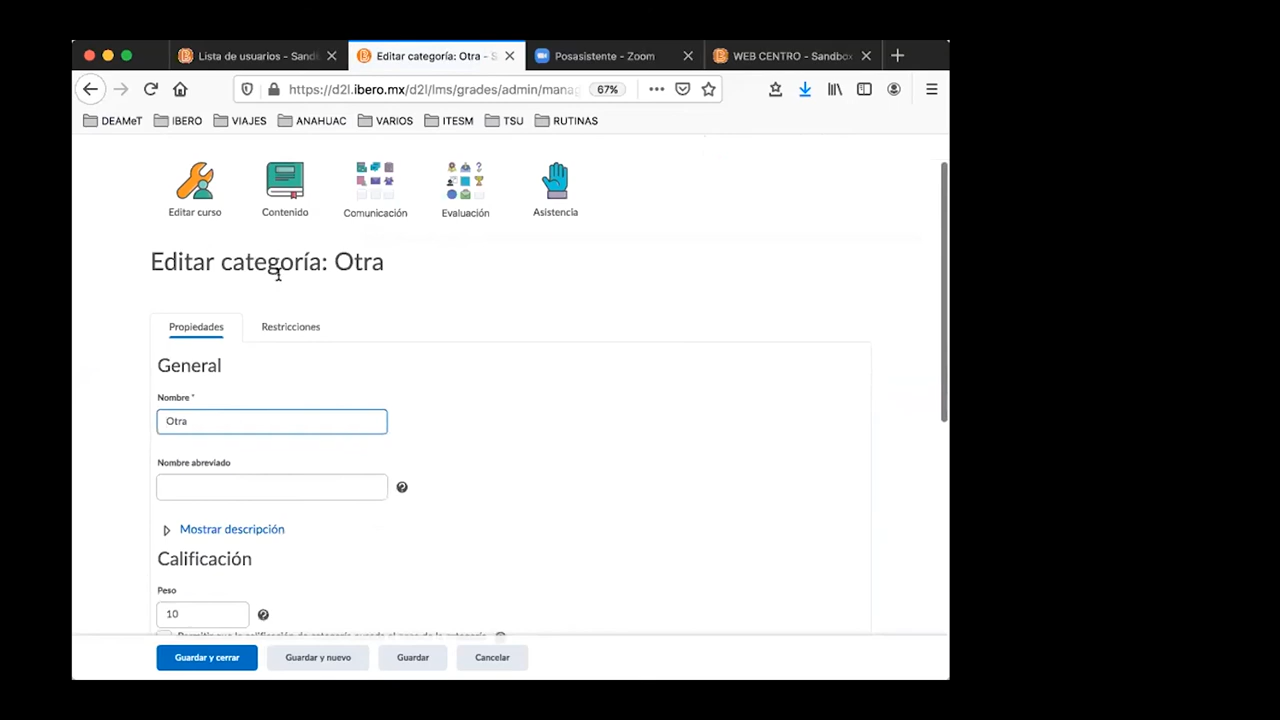 Lista de usuarios - Sand
Editar categoría: Otra - S
Posasistente - Zoom
WEB CENTRO - Sandbox
https://d2l.ibero.mx/d2l/lms/grades/admin/manag
67%
DEAMeT
IBERO
VIAJES
ANAHUAC
VARIOS
ITESM
TSU
RUTINAS
Editar curso
Contenido
Comunicación
Evaluación
Asistencia
Editar categoría: Otra
Propiedades
Restricciones
General
Nombre *
Otra
Nombre abreviado
Mostrar descripción
Calificación
Peso
10
Guardar y cerrar
Guardar y nuevo
Guardar
Cancelar